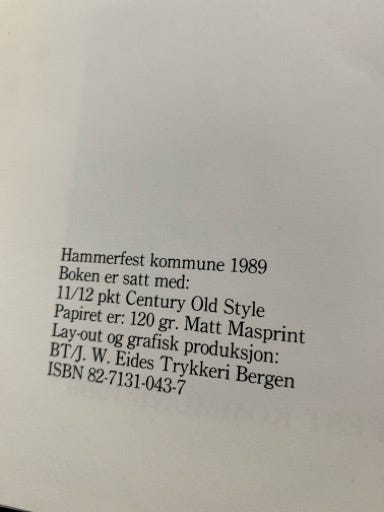 Hammerfest kommune 1989
Boken er satt med:
11/12 pkt Century Old Style
Papiret er: 120 gr. Matt Masprint
Lay-out og grafisk produksjon:
BT/J. W. Eides Trykkeri Bergen
ISBN 82-7131-043-7